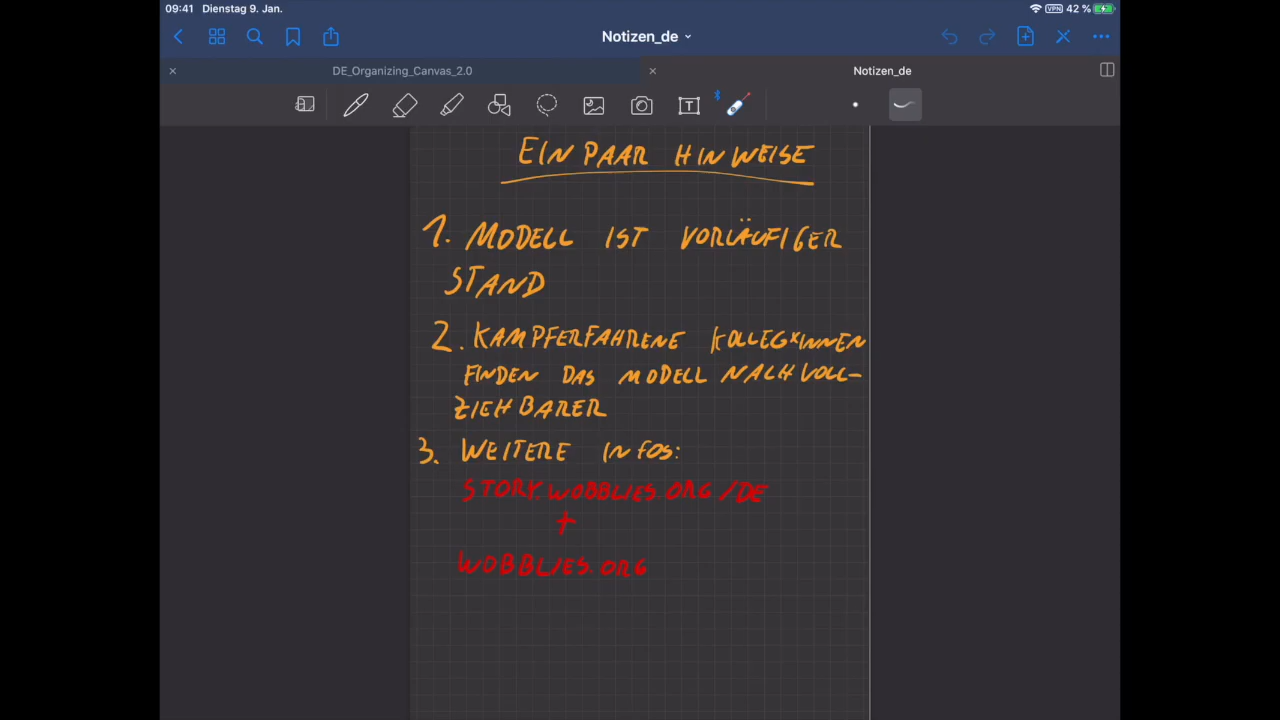 09:41 Dienstag 9. Jan.
VPN 42 %
Notizen_de
DE_Organizing_Canvas_2.0
Notizen_de
EIN PAAR HINWEISE
1. MODELL IST VORLÄUFIGER
STAND
2. KAMPFERFAHRENE KOLLEG*INNEN
FINDEN DAS MODELL NACHVOLL-
ZIEHBARER
3. WEITERE INFOS:
STORY.WOBBLIES.ORG/DE
+
WOBBLIES.ORG